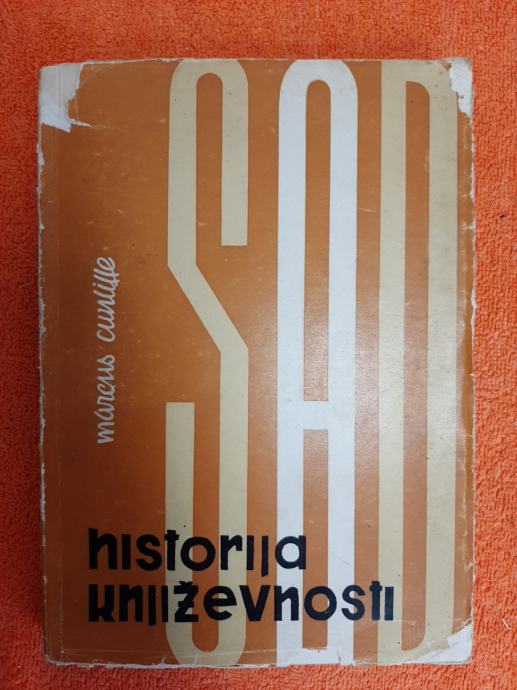 SAD
marcus cunliffe
historija
književnosti